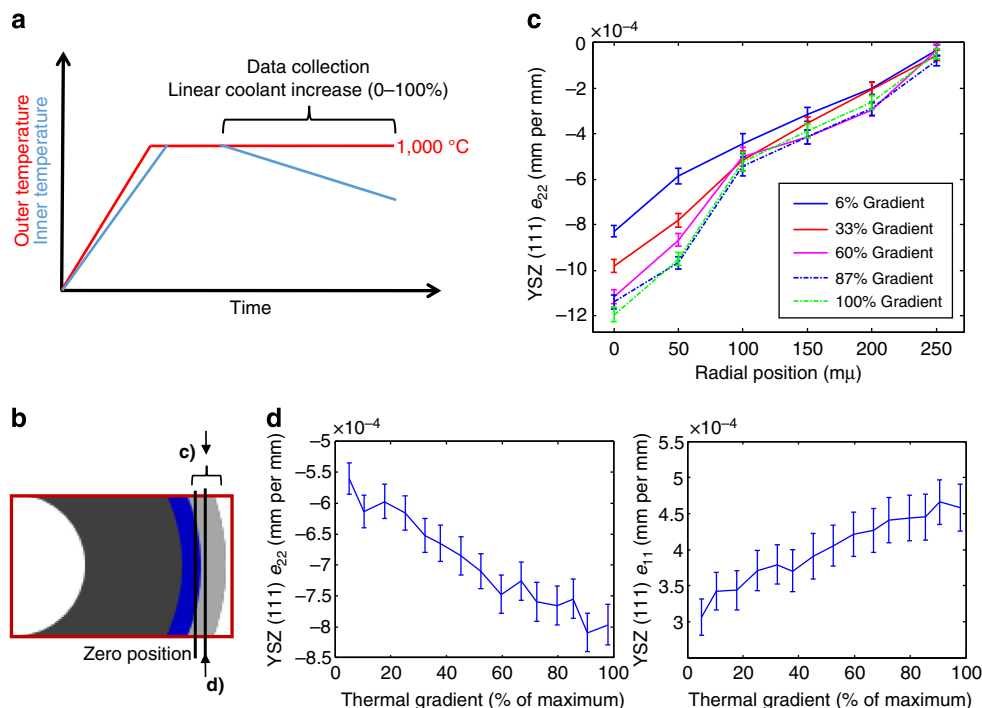 a
Outer temperature
Inner temperature
Data collection
Linear coolant increase (0–100%)
1,000 °C
Time
b
c)
Zero position
d)
c
×10⁻⁴
YSZ (111) e₂₂ (mm per mm)
0
−2
−4
−6
−8
−10
−12
0 50 100 150 200 250
Radial position (mμ)
6% Gradient
33% Gradient
60% Gradient
87% Gradient
100% Gradient
d
×10⁻⁴
YSZ (111) e₂₂ (mm per mm)
−5
−5.5
−6
−6.5
−7
−7.5
−8
−8.5
0 20 40 60 80 100
Thermal gradient (% of maximum)
×10⁻⁴
YSZ (111) e₁₁ (mm per mm)
5.5
5
4.5
4
3.5
3
0 20 40 60 80 100
Thermal gradient (% of maximum)